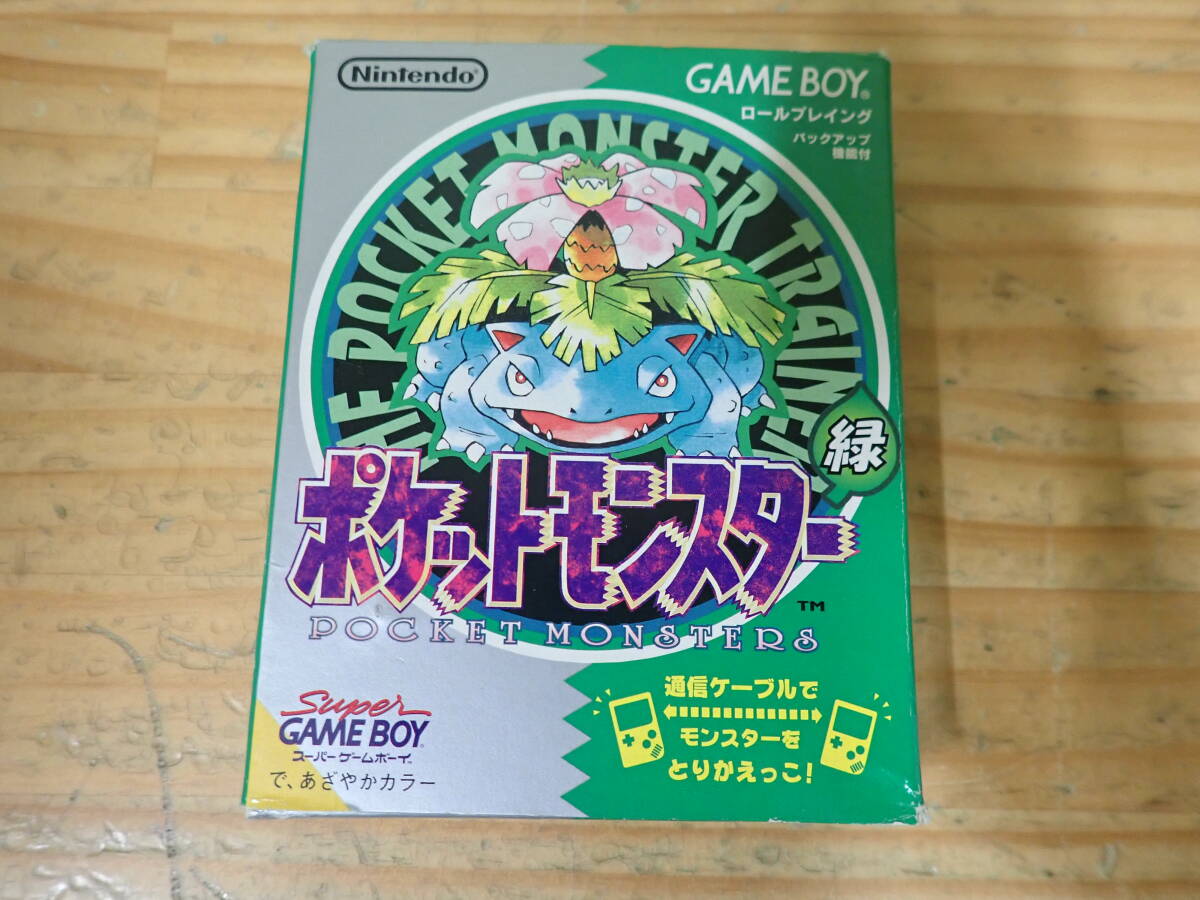 Nintendo®
GAME BOY®
ロールプレイング
バックアップ
機能付
THE POCKET MONSTER TRAINER
緑
ポケットモンスター
TM
POCKET MONSTERS
Super
GAME BOY®
スーパーゲームボーイ®
で、あざやかカラー
通信ケーブルで
モンスターを
とりかえっこ!